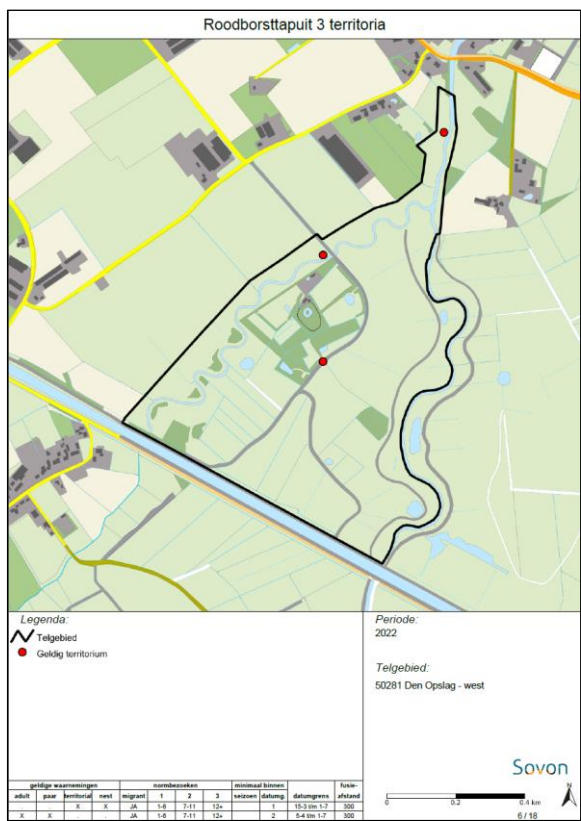 Roodborsttapuit 3 territoria
Legenda:
Telgebied
Geldig territorium
Periode:
2022
Telgebied:
50281 Den Opslag - west
Sovon
N
0 0.2 0.4 km
6 / 18
geldige waarnemingen normbezoeken minimaal binnen fusie-
adult paar territoriaal nest migrant 1 2 3 seizoen datumg. datumgrens afstand
. . X X JA 1-6 7-11 12+ . 1 15-3 t/m 1-7 300
X X . . JA 1-6 7-11 12+ . 2 5-4 t/m 1-7 300